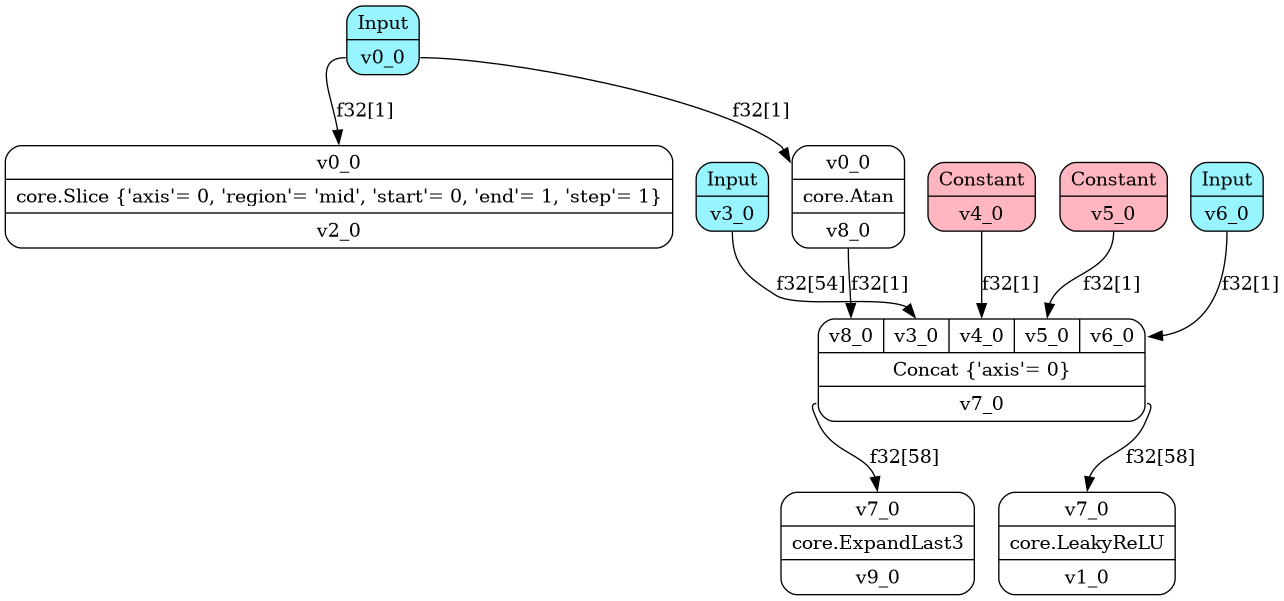 Input
v0_0
f32[1]
f32[1]
v0_0
core.Slice {'axis'= 0, 'region'= 'mid', 'start'= 0, 'end'= 1, 'step'= 1}
v2_0
Input
v3_0
v0_0
core.Atan
v8_0
Constant
v4_0
Constant
v5_0
Input
v6_0
f32[54]
f32[1]
f32[1]
f32[1]
f32[1]
v8_0 v3_0 v4_0 v5_0 v6_0
Concat {'axis'= 0}
v7_0
f32[58]
f32[58]
v7_0
core.ExpandLast3
v9_0
v7_0
core.LeakyReLU
v1_0